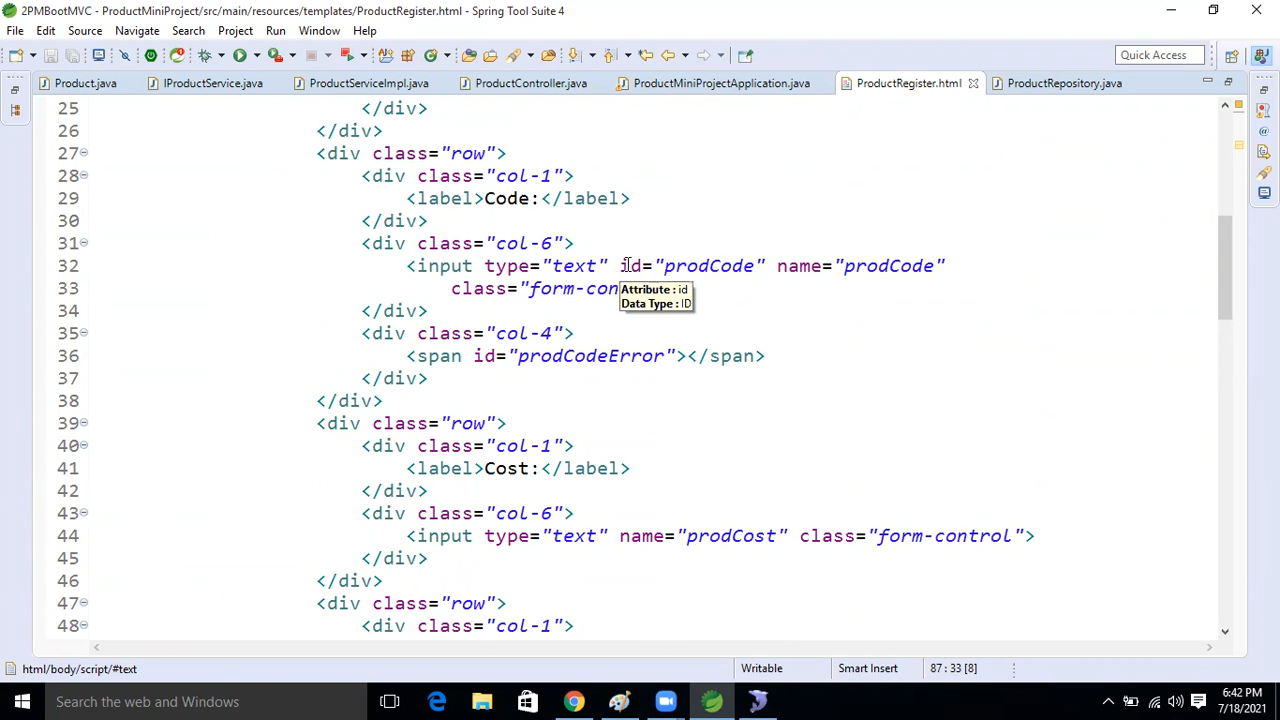 2PMBootMVC - ProductMiniProject/src/main/resources/templates/ProductRegister.html - Spring Tool Suite 4
File Edit Source Navigate Search Project Run Window Help
Quick Access
Product.java IProductService.java ProductServiceImpl.java ProductController.java ProductMiniProjectApplication.java ProductRegister.html ProductRepository.java
25 </div>
26 </div>
27 <div class="row">
28 <div class="col-1">
29 <label>Code:</label>
30 </div>
31 <div class="col-6">
32 <input type="text" id="prodCode" name="prodCode"
33 class="form-con
Attribute : id
Data Type : ID
34 </div>
35 <div class="col-4">
36 <span id="prodCodeError"></span>
37 </div>
38 </div>
39 <div class="row">
40 <div class="col-1">
41 <label>Cost:</label>
42 </div>
43 <div class="col-6">
44 <input type="text" name="prodCost" class="form-control">
45 </div>
46 </div>
47 <div class="row">
48 <div class="col-1">
html/body/script/#text Writable Smart Insert 87 : 33 [8]
Search the web and Windows
6:42 PM
7/18/2021